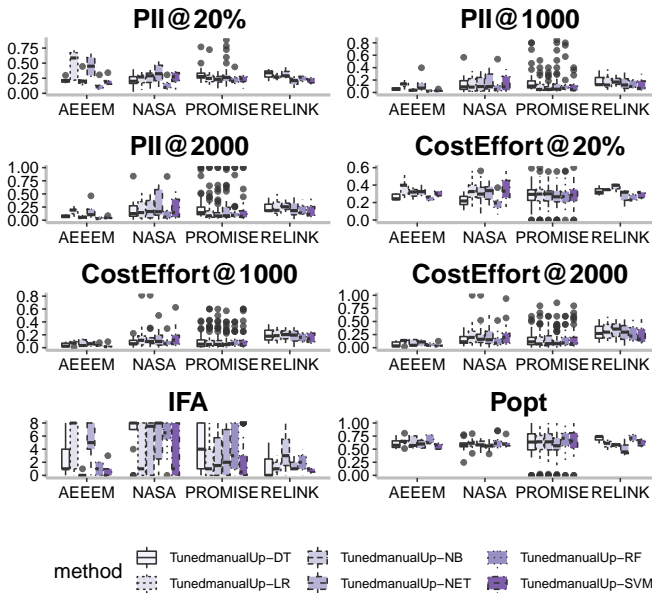 PII@20%
0.75
0.50
0.25
0.00
AEEEM NASA PROMISE RELINK
PII@1000
0.8
0.6
0.4
0.2
0.0
AEEEM NASA PROMISE RELINK
PII@2000
1.00
0.75
0.50
0.25
0.00
AEEEM NASA PROMISE RELINK
CostEffort@20%
0.6
0.4
0.2
0.0
AEEEM NASA PROMISE RELINK
CostEffort@1000
0.8
0.6
0.4
0.2
0.0
AEEEM NASA PROMISE RELINK
CostEffort@2000
1.00
0.75
0.50
0.25
0.00
AEEEM NASA PROMISE RELINK
IFA
8
6
4
2
0
AEEEM NASA PROMISE RELINK
Popt
1.00
0.75
0.50
0.25
0.00
AEEEM NASA PROMISE RELINK
method
TunedmanualUp−DT TunedmanualUp−NB TunedmanualUp−RF
TunedmanualUp−LR TunedmanualUp−NET TunedmanualUp−SVM